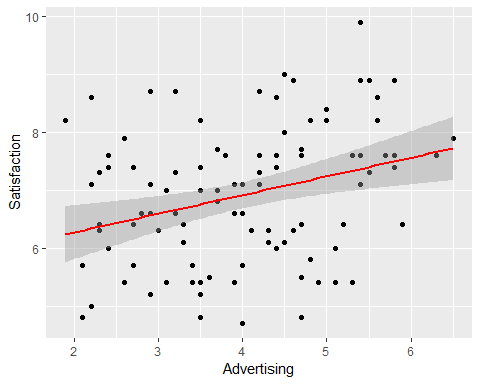 Satisfaction
10
8
6
2 3 4 5 6
Advertising